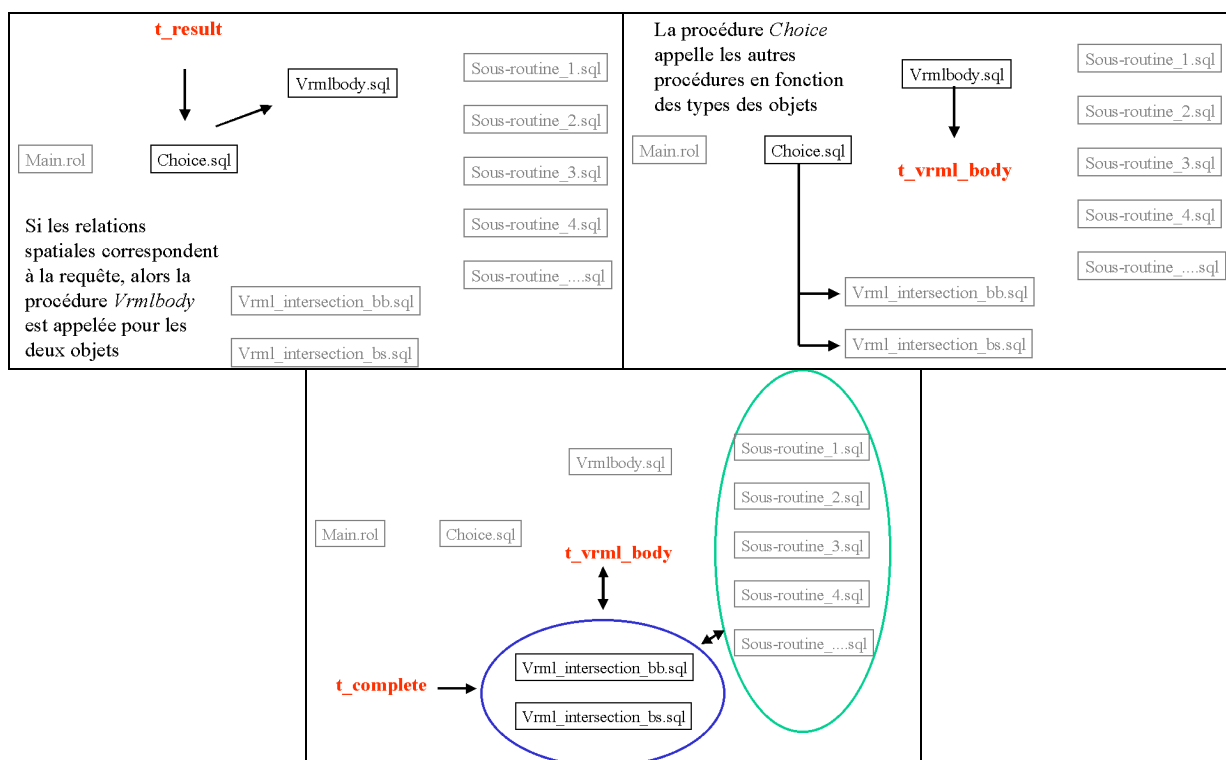 t_result
Vrmlbody.sql
Sous-routine_1.sql
Sous-routine_2.sql
Main.rol
Choice.sql
Sous-routine_3.sql
Si les relations
spatiales correspondent
à la requête, alors la
procédure Vrmlbody
est appelée pour les
deux objets
Sous-routine_4.sql
Sous-routine_....sql
Vrml_intersection_bb.sql
Vrml_intersection_bs.sql
La procédure Choice
appelle les autres
procédures en fonction
des types des objets
Vrmlbody.sql
Sous-routine_1.sql
Sous-routine_2.sql
Main.rol
Choice.sql
t_vrml_body
Sous-routine_3.sql
Sous-routine_4.sql
Sous-routine_....sql
Vrml_intersection_bb.sql
Vrml_intersection_bs.sql
Vrmlbody.sql
Sous-routine_1.sql
Sous-routine_2.sql
Main.rol
Choice.sql
t_vrml_body
Sous-routine_3.sql
Sous-routine_4.sql
Sous-routine_....sql
t_complete
Vrml_intersection_bb.sql
Vrml_intersection_bs.sql